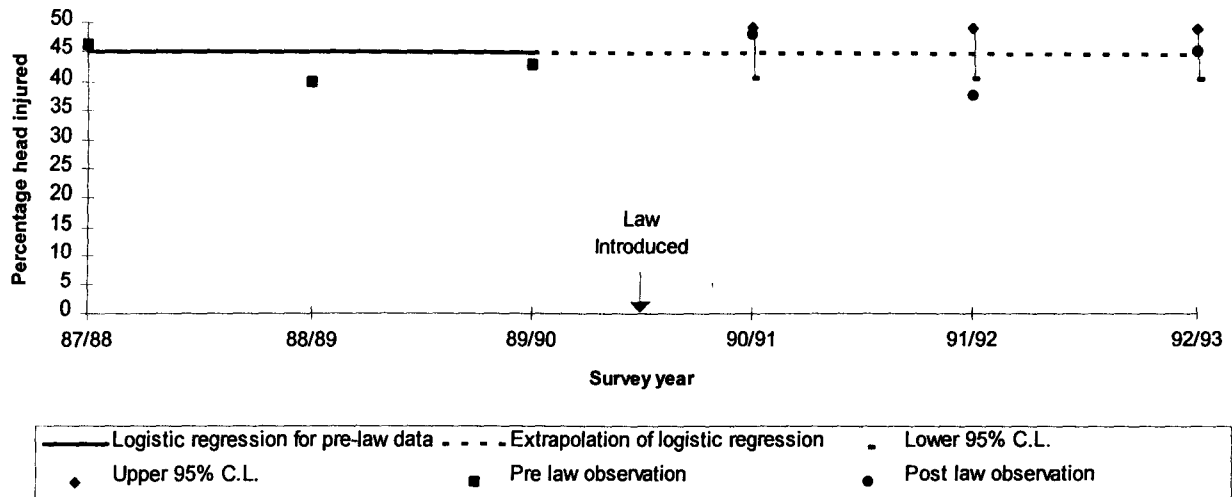 Percentage head injured
50
45
40
35
30
25
20
15
10
5
0
Law
Introduced
87/88 88/89 89/90 90/91 91/92 92/93
Survey year
Logistic regression for pre-law data Extrapolation of logistic regression Lower 95% C.L.
Upper 95% C.L. Pre law observation Post law observation